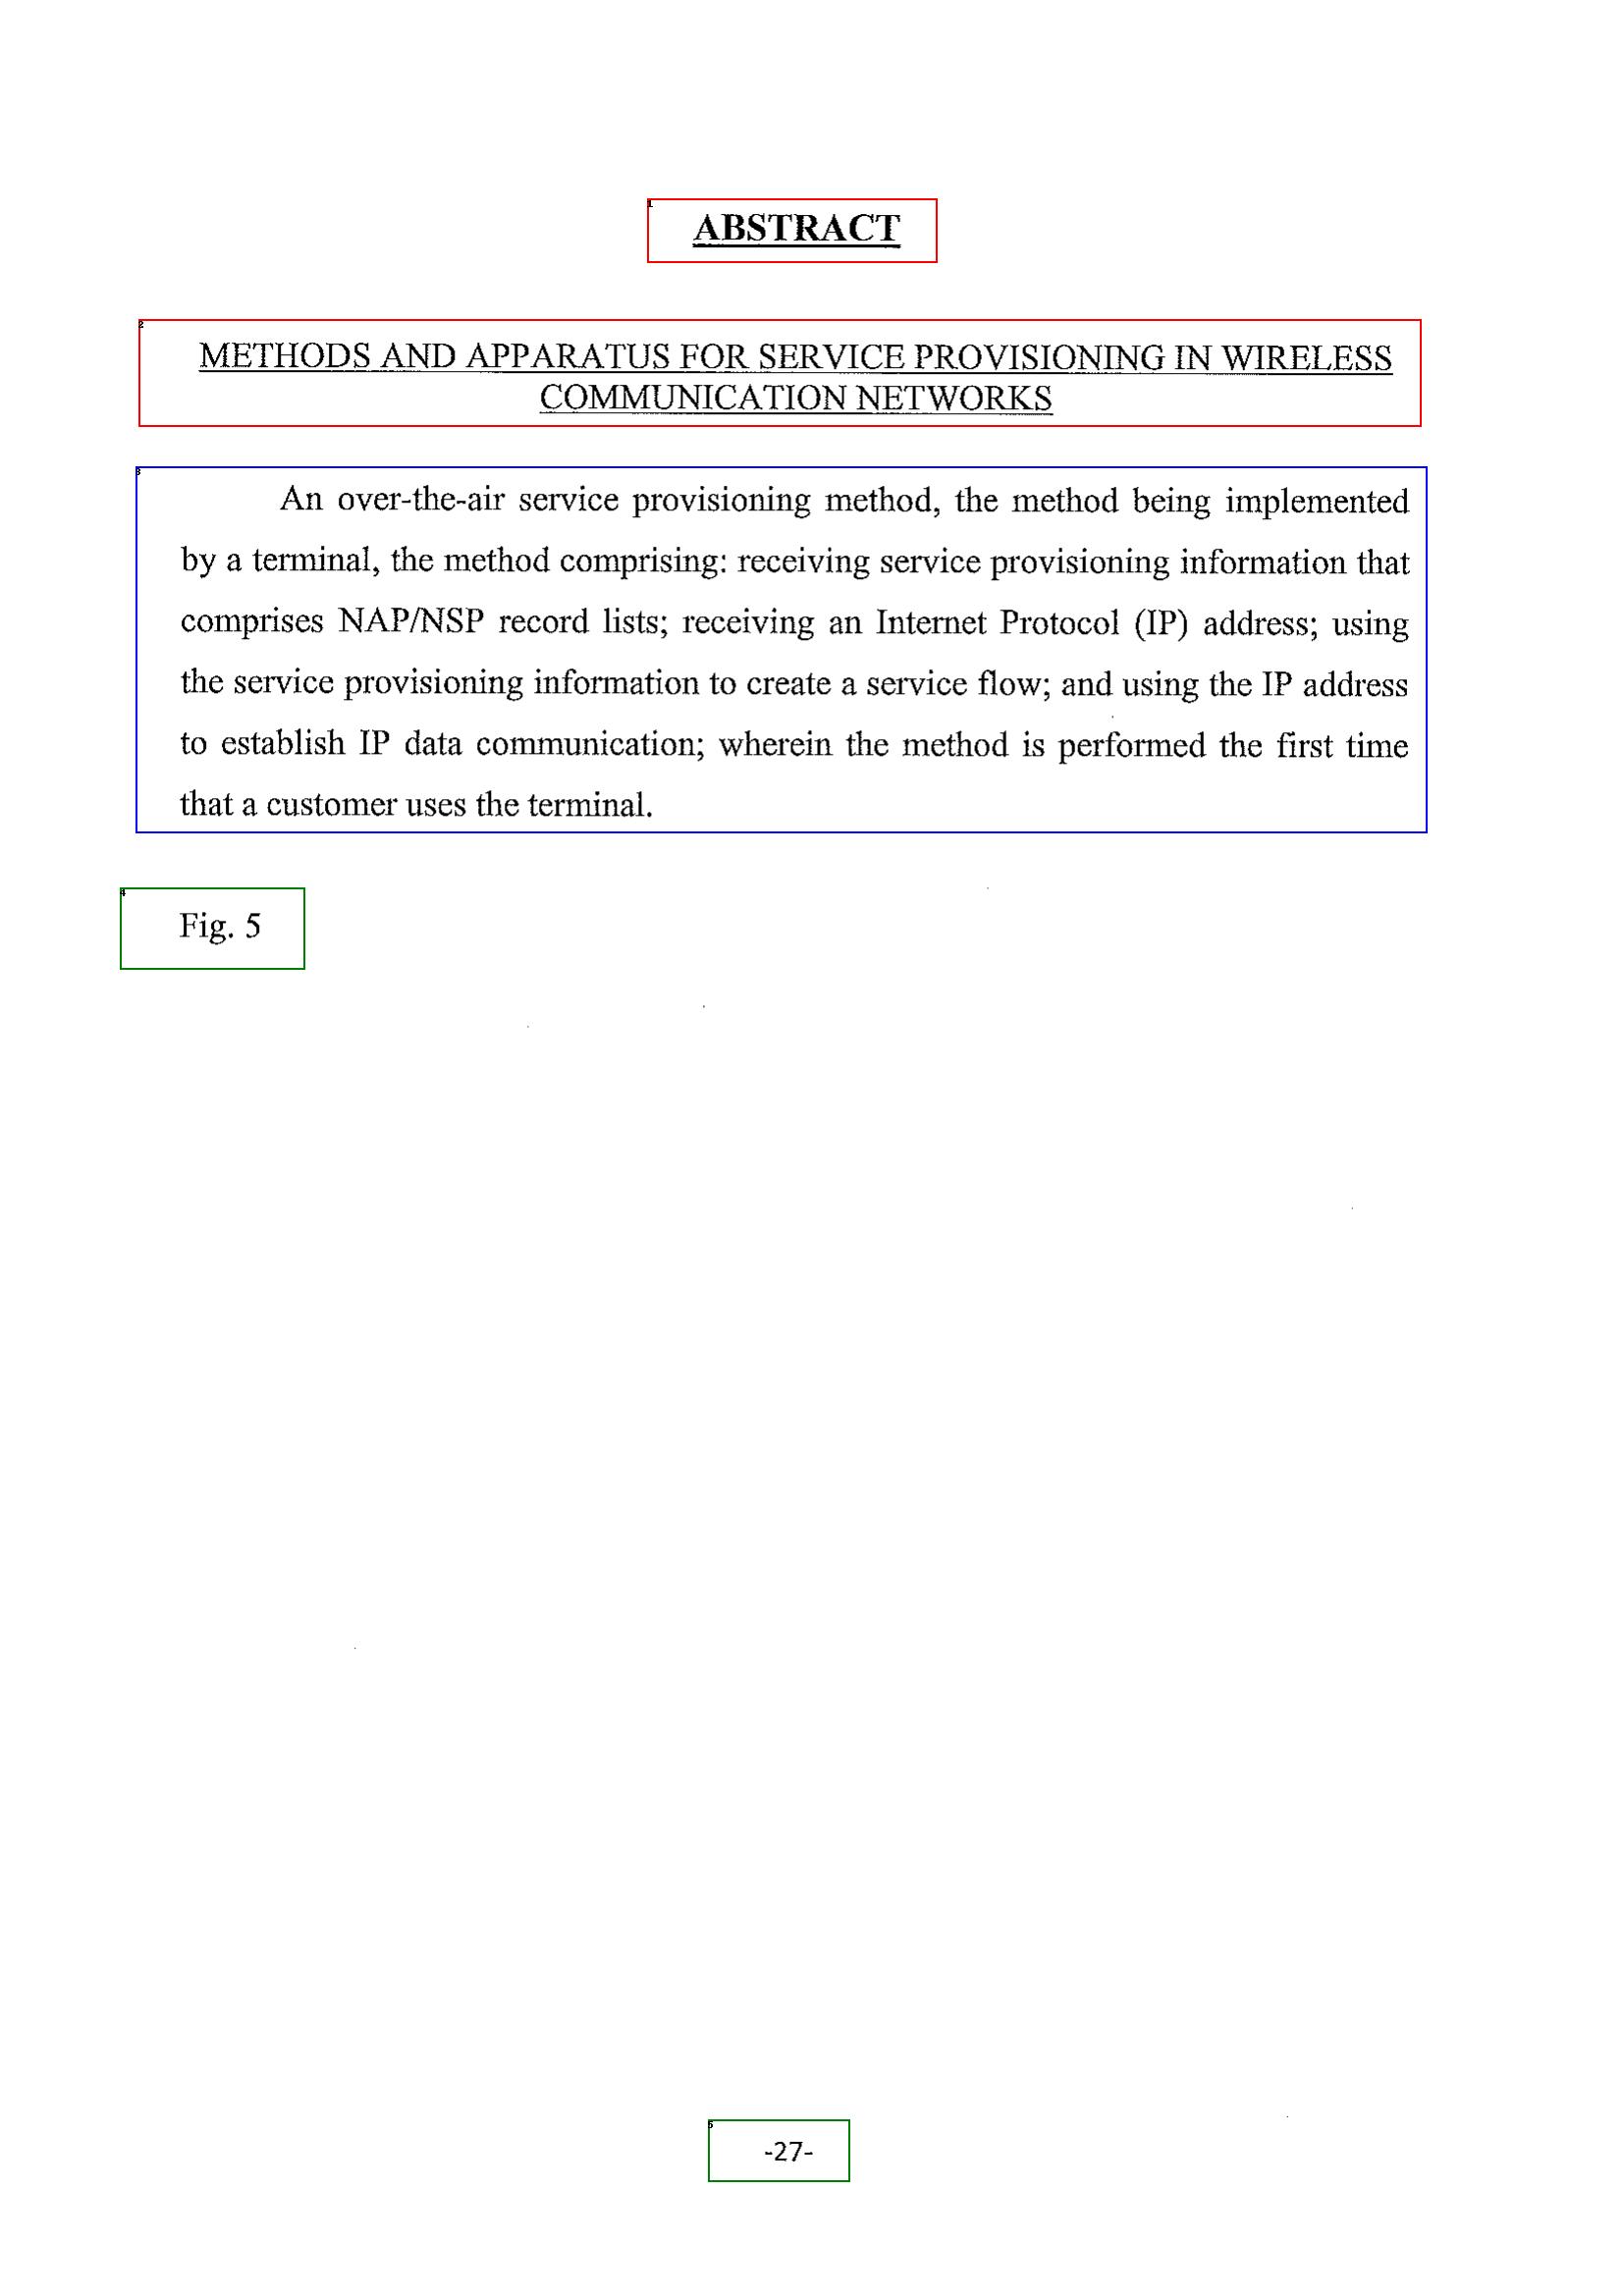 ABSTRACT
METHODS AND APPARATUS FOR SERVICE PROVISIONING IN WIRELESS
COMMUNICATION NETWORKS
An over-the-air service provisioning method, the method being implemented
by a terminal, the method comprising: receiving service provisioning information that
comprises NAP/NSP record lists; receiving an Internet Protocol (IP) address; using
the service provisioning information to create a service flow; and using the IP address
to establish IP data communication; wherein the method is performed the first time
that a customer uses the terminal.
Fig. 5
-27-